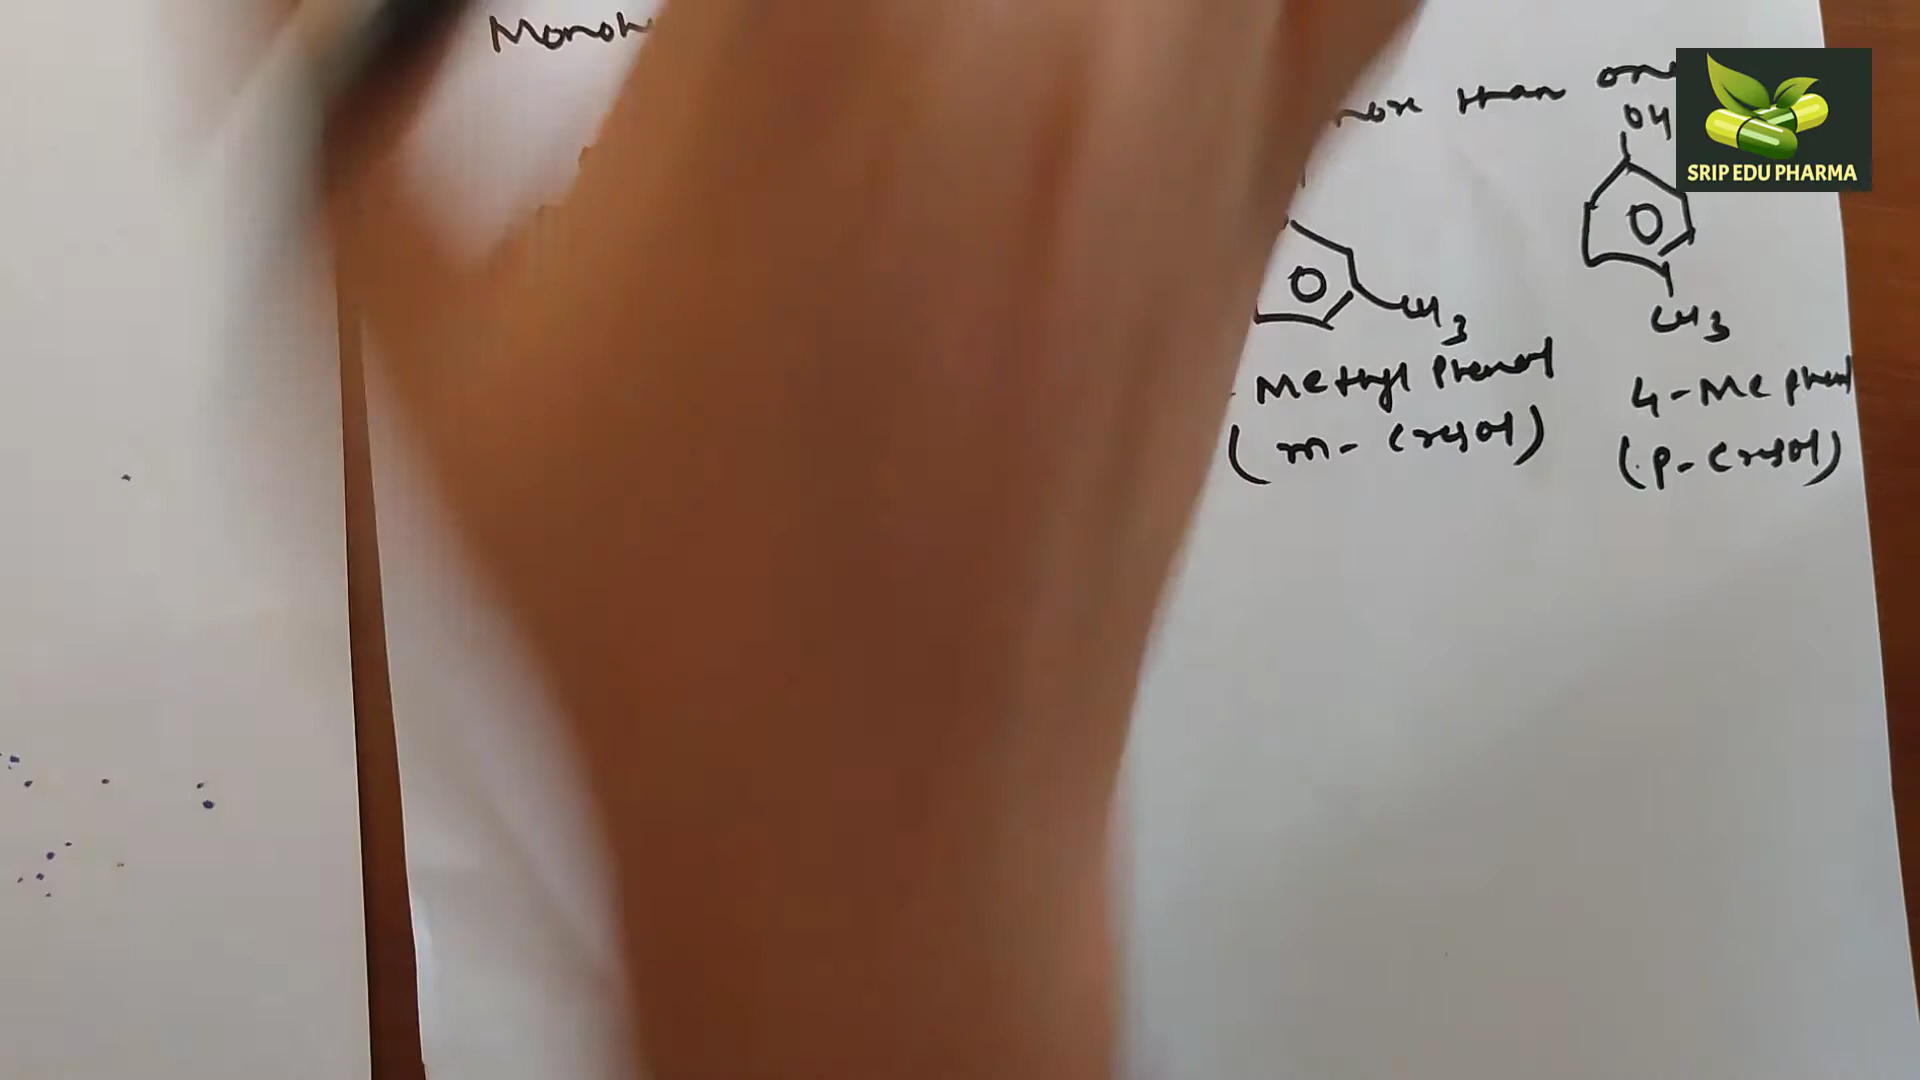 Monoh
more than one
OH
SRIP EDU PHARMA
CH3
CH3
Methyl Phenol
4-Me phenol
(m- Cresol)
(p- Cresol)